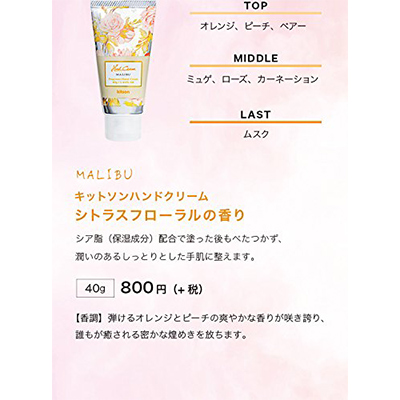 TOP
オレンジ、ピーチ、ペアー
MIDDLE
ミュゲ、ローズ、カーネーション
LAST
ムスク
MALIBU
MALIBU
キットソンハンドクリーム
シトラスフローラルの香り
シア脂（保湿成分）配合で塗った後もべたつかず、
潤いのあるしっとりとした手肌に整えます。
40g 800円（+税）
【香調】弾けるオレンジとピーチの爽やかな香りが咲き誇り、
誰もが癒される密かな煌めきを放ちます。